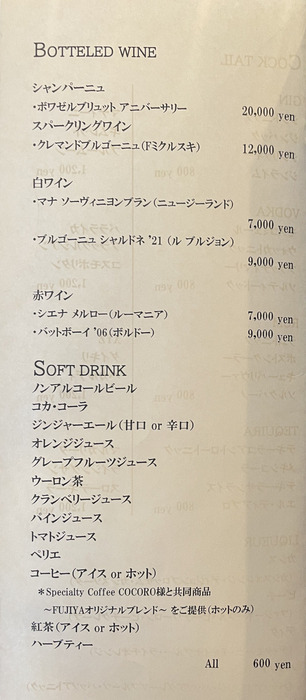 BOTTELED WINE
シャンパーニュ
・ボワゼルブリュット アニバーサリー 20,000 yen
スパークリングワイン
・クレマンドブルゴーニュ(Fミクルスキ) 12,000 yen
白ワイン
・マナ ソーヴィニヨンブラン(ニュージーランド)
7,000 yen
・ブルゴーニュ シャルドネ '21 (ル ブルジョン)
9,000 yen
赤ワイン
・シエナ メルロー(ルーマニア) 7,000 yen
・バットボーイ '06(ボルドー) 9,000 yen
SOFT DRINK
ノンアルコールビール
コカ・コーラ
ジンジャーエール(甘口 or 辛口)
オレンジジュース
グレープフルーツジュース
ウーロン茶
クランベリージュース
パインジュース
トマトジュース
ペリエ
コーヒー(アイス or ホット)
＊Specialty Coffee COCORO様と共同商品
～FUJIYAオリジナルブレンド～ をご提供(ホットのみ)
紅茶(アイス or ホット)
ハーブティー
All 600 yen